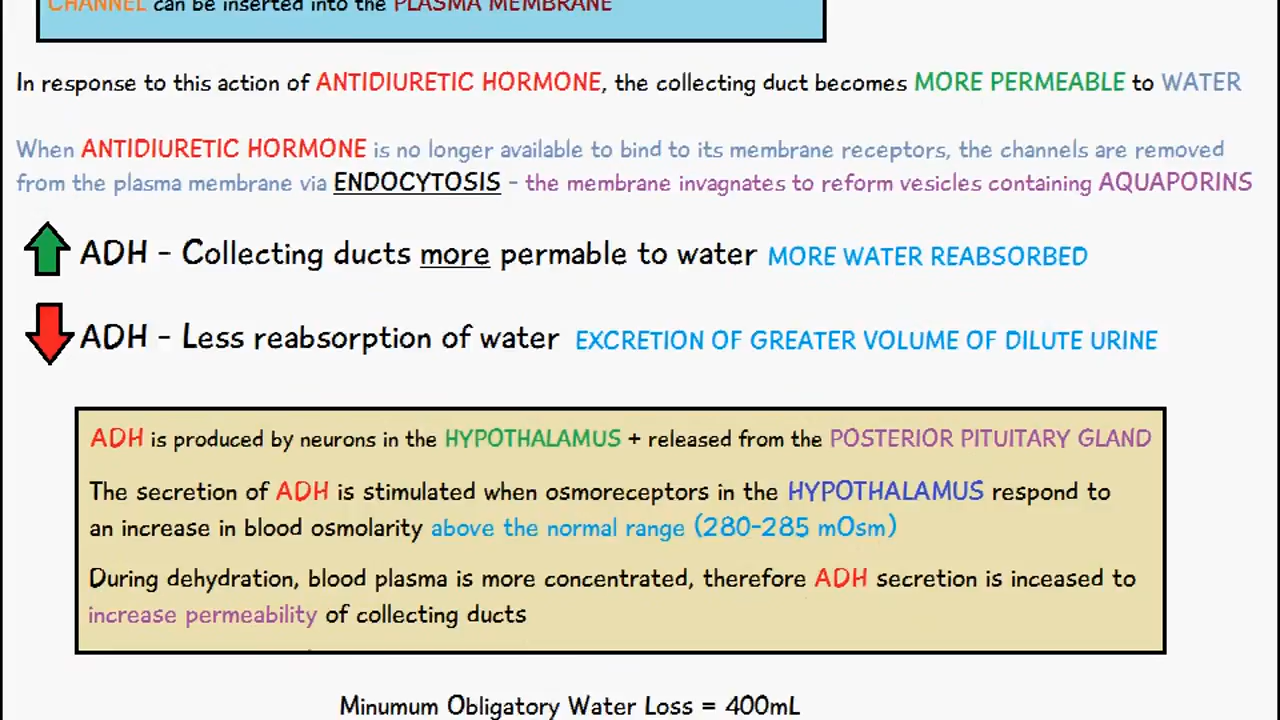 CHANNEL can be inserted into the PLASMA MEMBRANE
In response to this action of ANTIDIURETIC HORMONE, the collecting duct becomes MORE PERMEABLE to WATER
When ANTIDIURETIC HORMONE is no longer available to bind to its membrane receptors, the channels are removed
from the plasma membrane via ENDOCYTOSIS - the membrane invagnates to reform vesicles containing AQUAPORINS
ADH - Collecting ducts more permable to water MORE WATER REABSORBED
ADH - Less reabsorption of water EXCRETION OF GREATER VOLUME OF DILUTE URINE
ADH is produced by neurons in the HYPOTHALAMUS + released from the POSTERIOR PITUITARY GLAND
The secretion of ADH is stimulated when osmoreceptors in the HYPOTHALAMUS respond to
an increase in blood osmolarity above the normal range (280-285 mOsm)
During dehydration, blood plasma is more concentrated, therefore ADH secretion is inceased to
increase permeability of collecting ducts
Minumum Obligatory Water Loss = 400mL